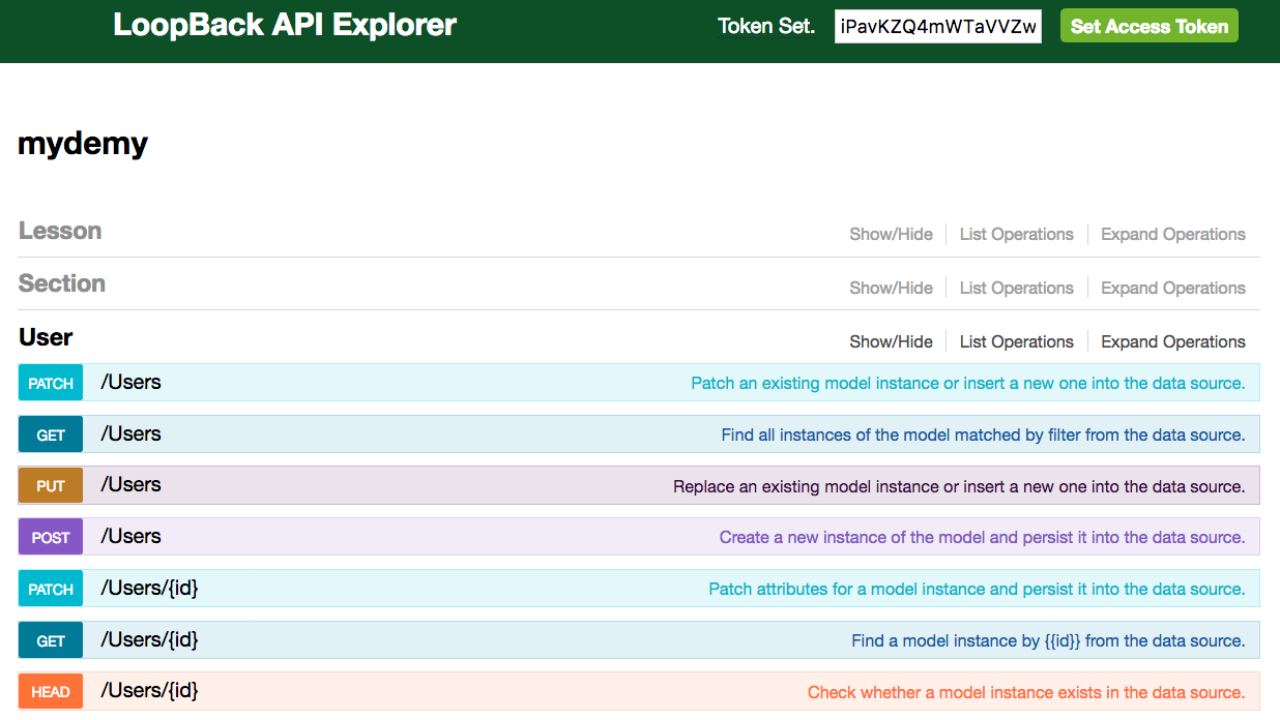 LoopBack API Explorer Token Set. iPavKZQ4mWTaVVZw Set Access Token
mydemy
Lesson Show/Hide List Operations Expand Operations
Section Show/Hide List Operations Expand Operations
User Show/Hide List Operations Expand Operations
PATCH /Users Patch an existing model instance or insert a new one into the data source.
GET /Users Find all instances of the model matched by filter from the data source.
PUT /Users Replace an existing model instance or insert a new one into the data source.
POST /Users Create a new instance of the model and persist it into the data source.
PATCH /Users/{id} Patch attributes for a model instance and persist it into the data source.
GET /Users/{id} Find a model instance by {{id}} from the data source.
HEAD /Users/{id} Check whether a model instance exists in the data source.